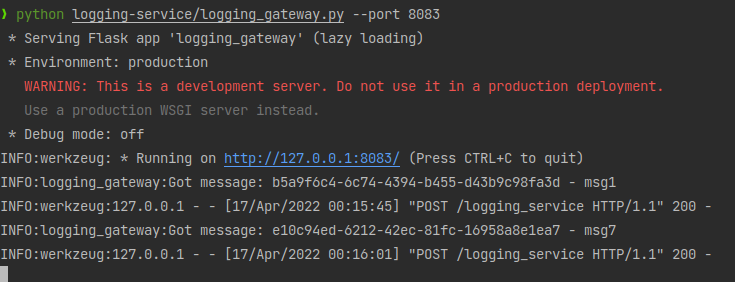 ❯ python logging-service/logging_gateway.py --port 8083
* Serving Flask app 'logging_gateway' (lazy loading)
* Environment: production
WARNING: This is a development server. Do not use it in a production deployment.
Use a production WSGI server instead.
* Debug mode: off
INFO:werkzeug: * Running on http://127.0.0.1:8083/ (Press CTRL+C to quit)
INFO:logging_gateway:Got message: b5a9f6c4-6c74-4394-b455-d43b9c98fa3d - msg1
INFO:werkzeug:127.0.0.1 - - [17/Apr/2022 00:15:45] "POST /logging_service HTTP/1.1" 200 -
INFO:logging_gateway:Got message: e10c94ed-6212-42ec-81fc-16958a8e1ea7 - msg7
INFO:werkzeug:127.0.0.1 - - [17/Apr/2022 00:16:01] "POST /logging_service HTTP/1.1" 200 -